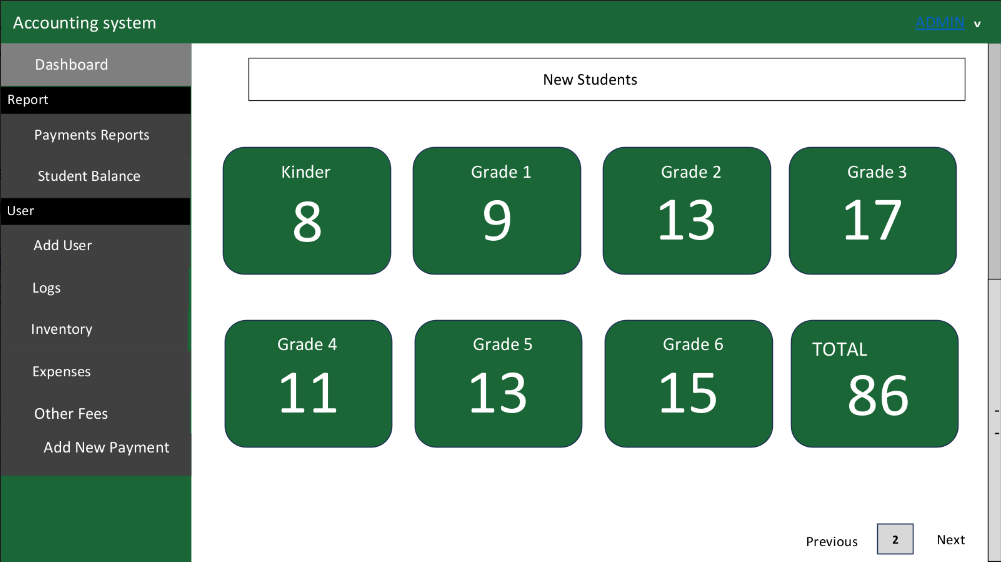 Accounting system
ADMIN v
Dashboard
Report
Payments Reports
Student Balance
User
Add User
Logs
Inventory
Expenses
Other Fees
Add New Payment
New Students
Kinder
8
Grade 1
9
Grade 2
13
Grade 3
17
Grade 4
11
Grade 5
13
Grade 6
15
TOTAL
86
Previous 2 Next